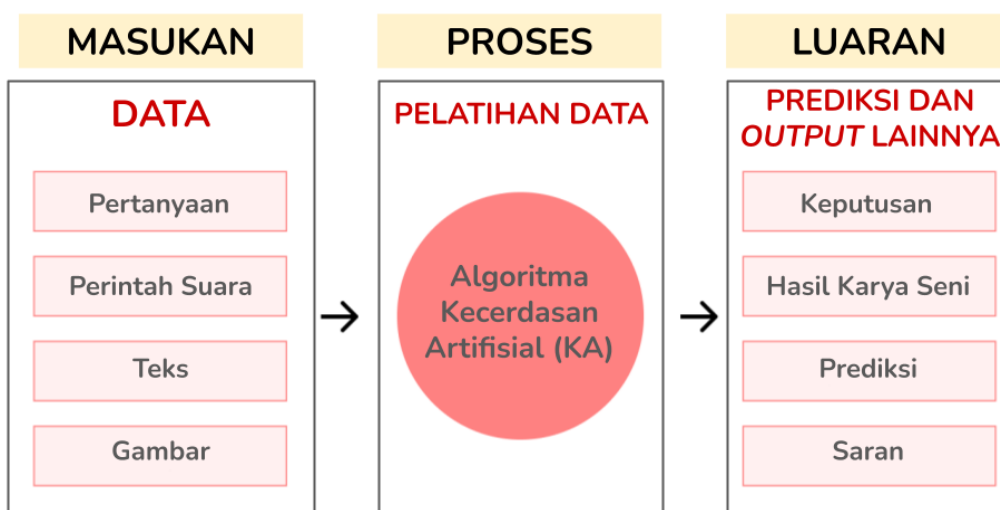 MASUKAN
DATA
Pertanyaan
Perintah Suara
Teks
Gambar
PROSES
PELATIHAN DATA
Algoritma
Kecerdasan
Artifisial (KA)
LUARAN
PREDIKSI DAN
OUTPUT LAINNYA
Keputusan
Hasil Karya Seni
Prediksi
Saran